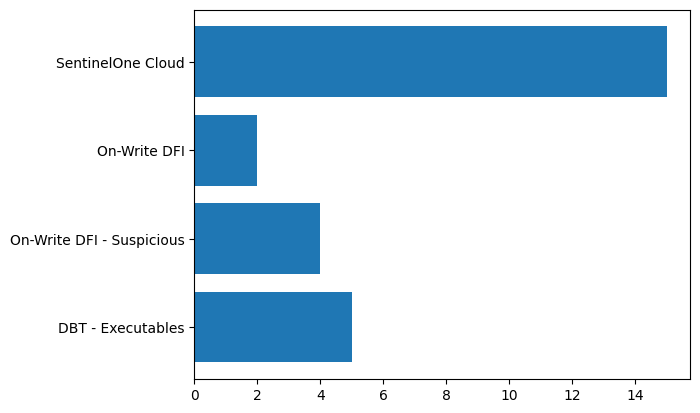 SentinelOne Cloud
On-Write DFI
On-Write DFI - Suspicious
DBT - Executables
0 2 4 6 8 10 12 14